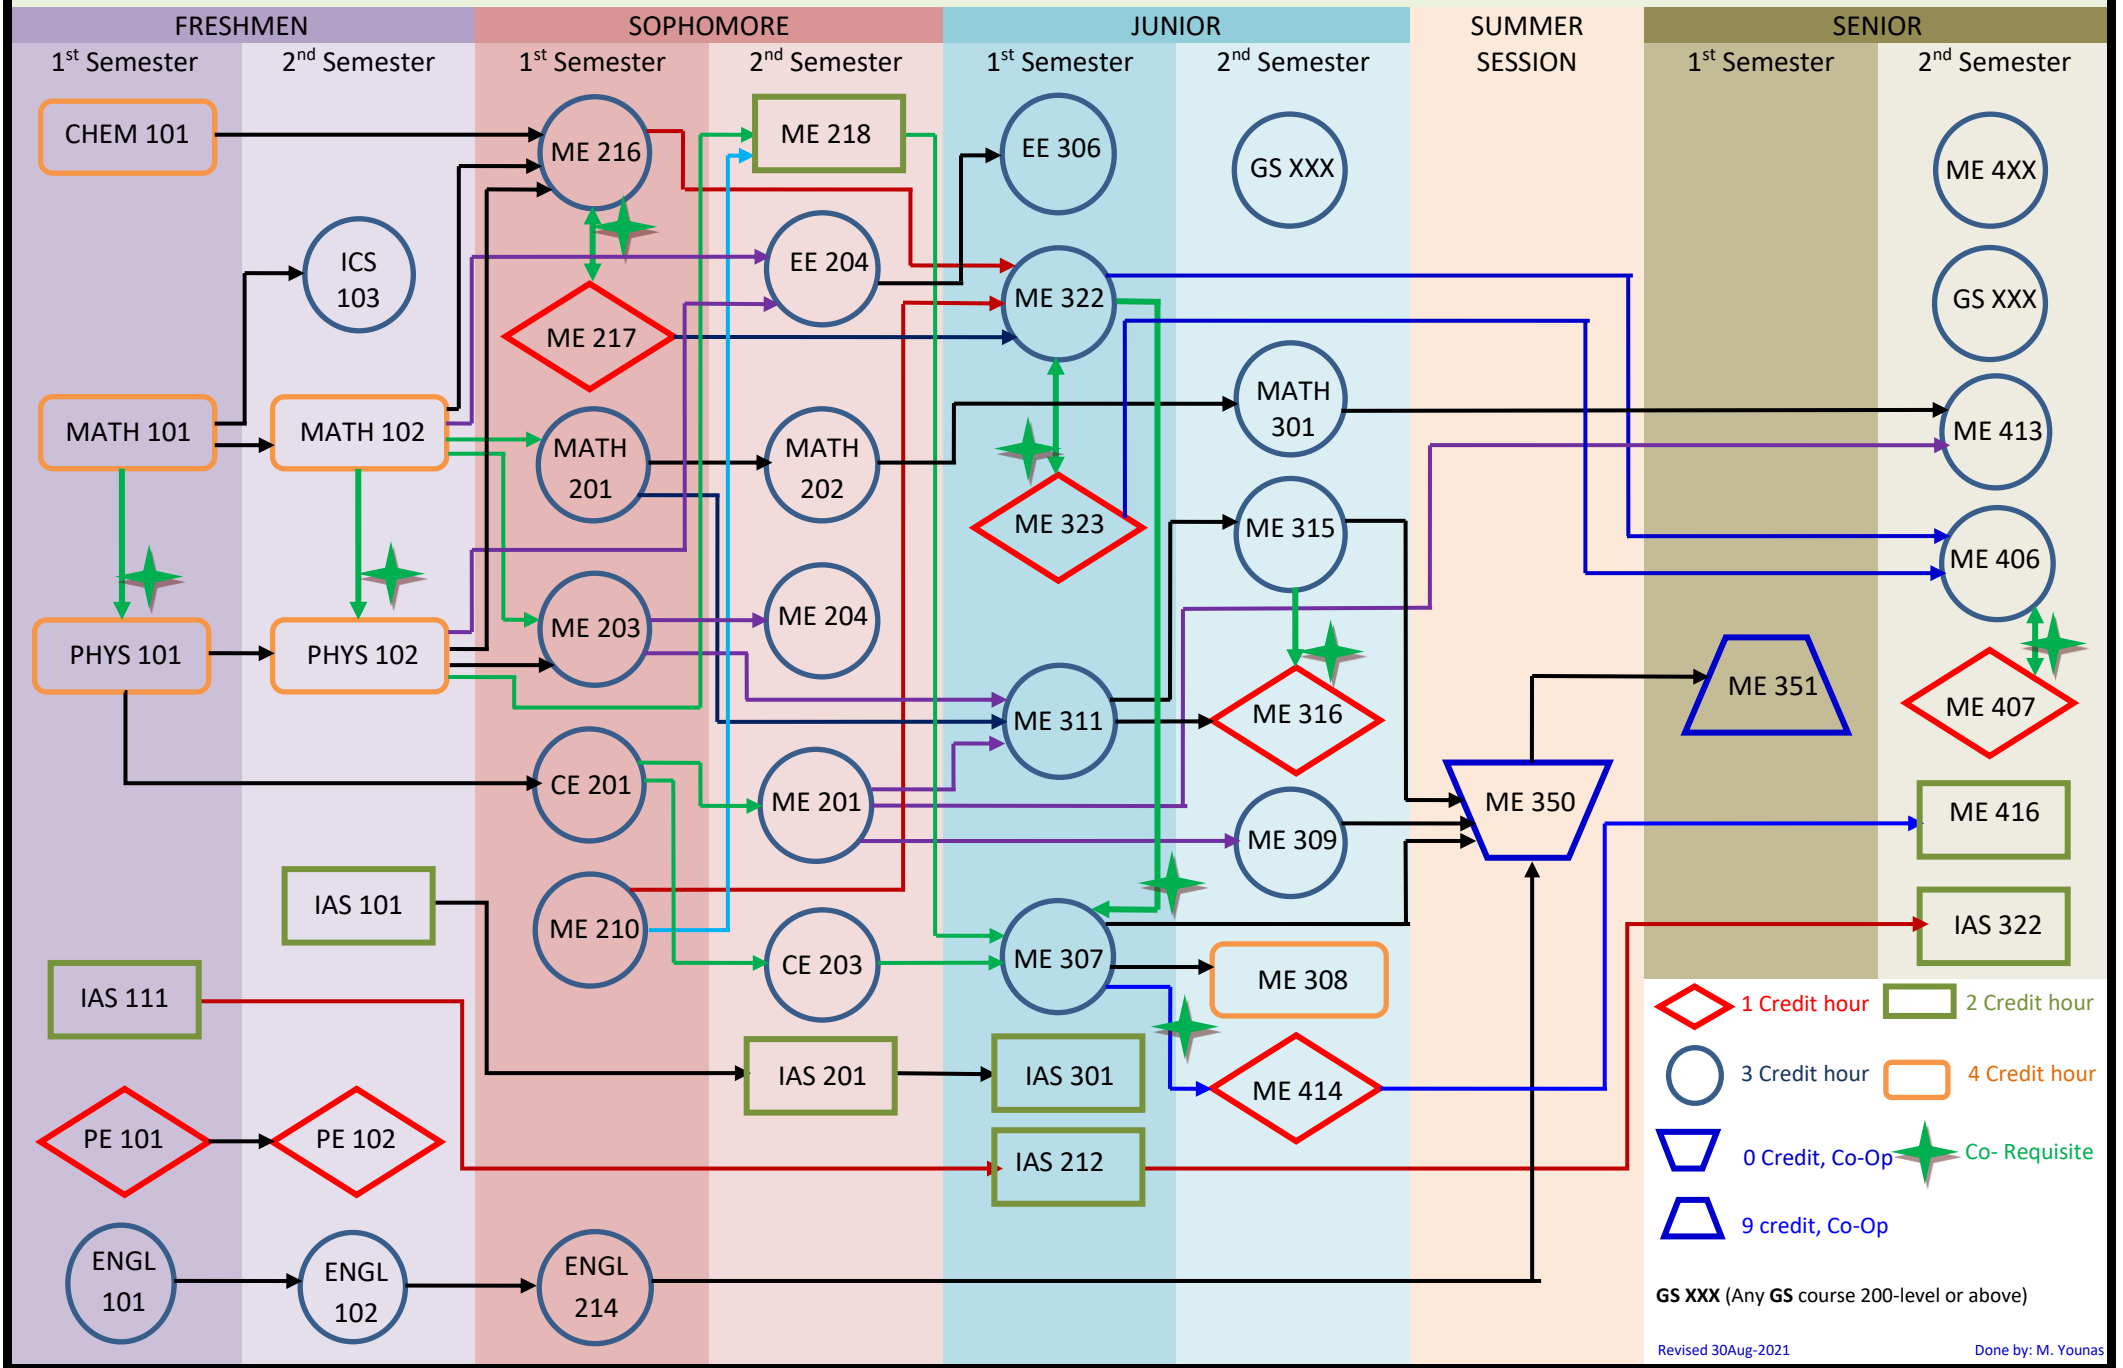 FRESHMEN
SOPHOMORE
JUNIOR
SUMMER
SESSION
SENIOR
1st Semester
2nd Semester
1st Semester
2nd Semester
1st Semester
2nd Semester
1st Semester
2nd Semester
CHEM 101
MATH 101
PHYS 101
IAS 111
PE 101
ENGL
101
ICS
103
MATH 102
PHYS 102
IAS 101
PE 102
ENGL
102
ME 216
ME 217
MATH
201
ME 203
CE 201
ME 210
ENGL
214
ME 218
EE 204
MATH
202
ME 204
ME 201
CE 203
IAS 201
EE 306
ME 322
ME 323
ME 311
ME 307
IAS 301
IAS 212
GS XXX
MATH
301
ME 315
ME 316
ME 309
ME 308
ME 414
ME 350
ME 351
ME 4XX
GS XXX
ME 413
ME 406
ME 407
ME 416
IAS 322
1 Credit hour
2 Credit hour
3 Credit hour
4 Credit hour
0 Credit, Co-Op
Co- Requisite
9 credit, Co-Op
GS XXX (Any GS course 200-level or above)
Revised 30Aug-2021
Done by: M. Younas